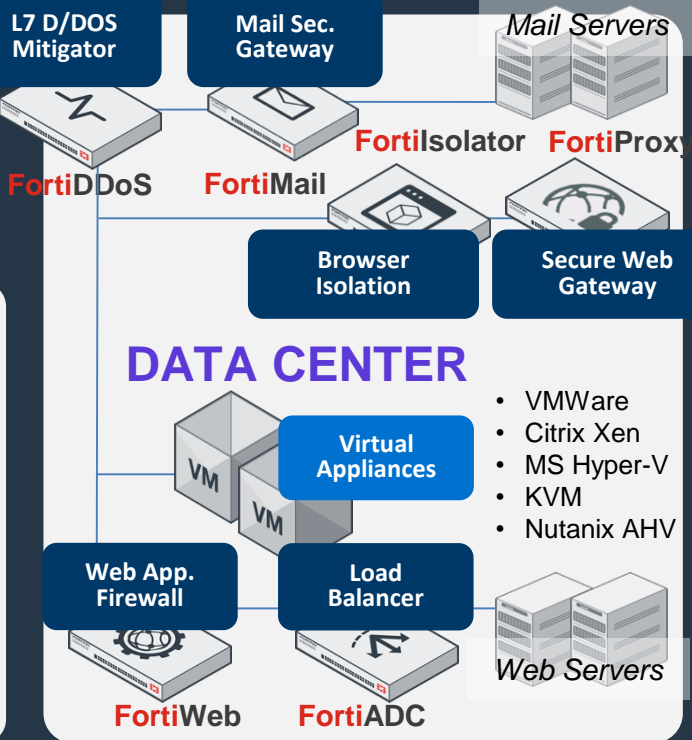 L7 D/DOS
Mitigator
Mail Sec.
Gateway
Mail Servers
FortiIsolator
FortiProxy
FortiDDoS
FortiMail
Browser
Isolation
Secure Web
Gateway
DATA CENTER
VM
VM
Virtual
Appliances
• VMWare
• Citrix Xen
• MS Hyper-V
• KVM
• Nutanix AHV
Web App.
Firewall
Load
Balancer
Web Servers
FortiWeb
FortiADC